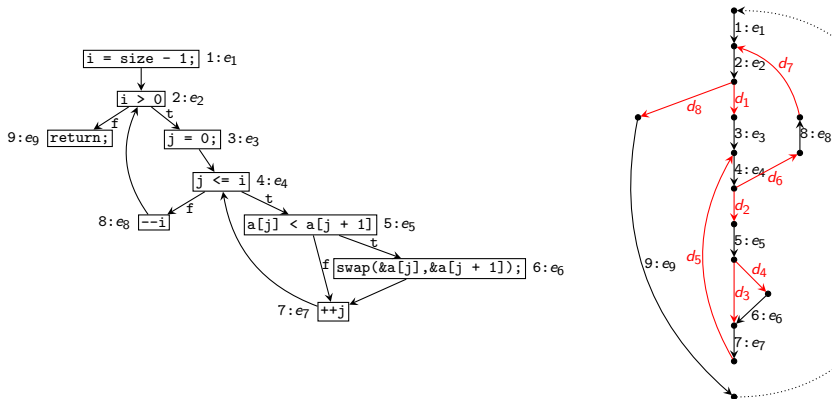 i = size - 1; 1:e1
i > 0 2:e2
f t
9:e9 return; j = 0; 3:e3
j <= i 4:e4
f t
8:e8 --i a[j] < a[j + 1] 5:e5
f t
swap(&a[j],&a[j + 1]); 6:e6
7:e7 ++j
1:e1
2:e2 d7
d8 d1
3:e3 8:e8
4:e4 d6
d2
5:e5
d5 9:e9 d4
d3
6:e6
7:e7